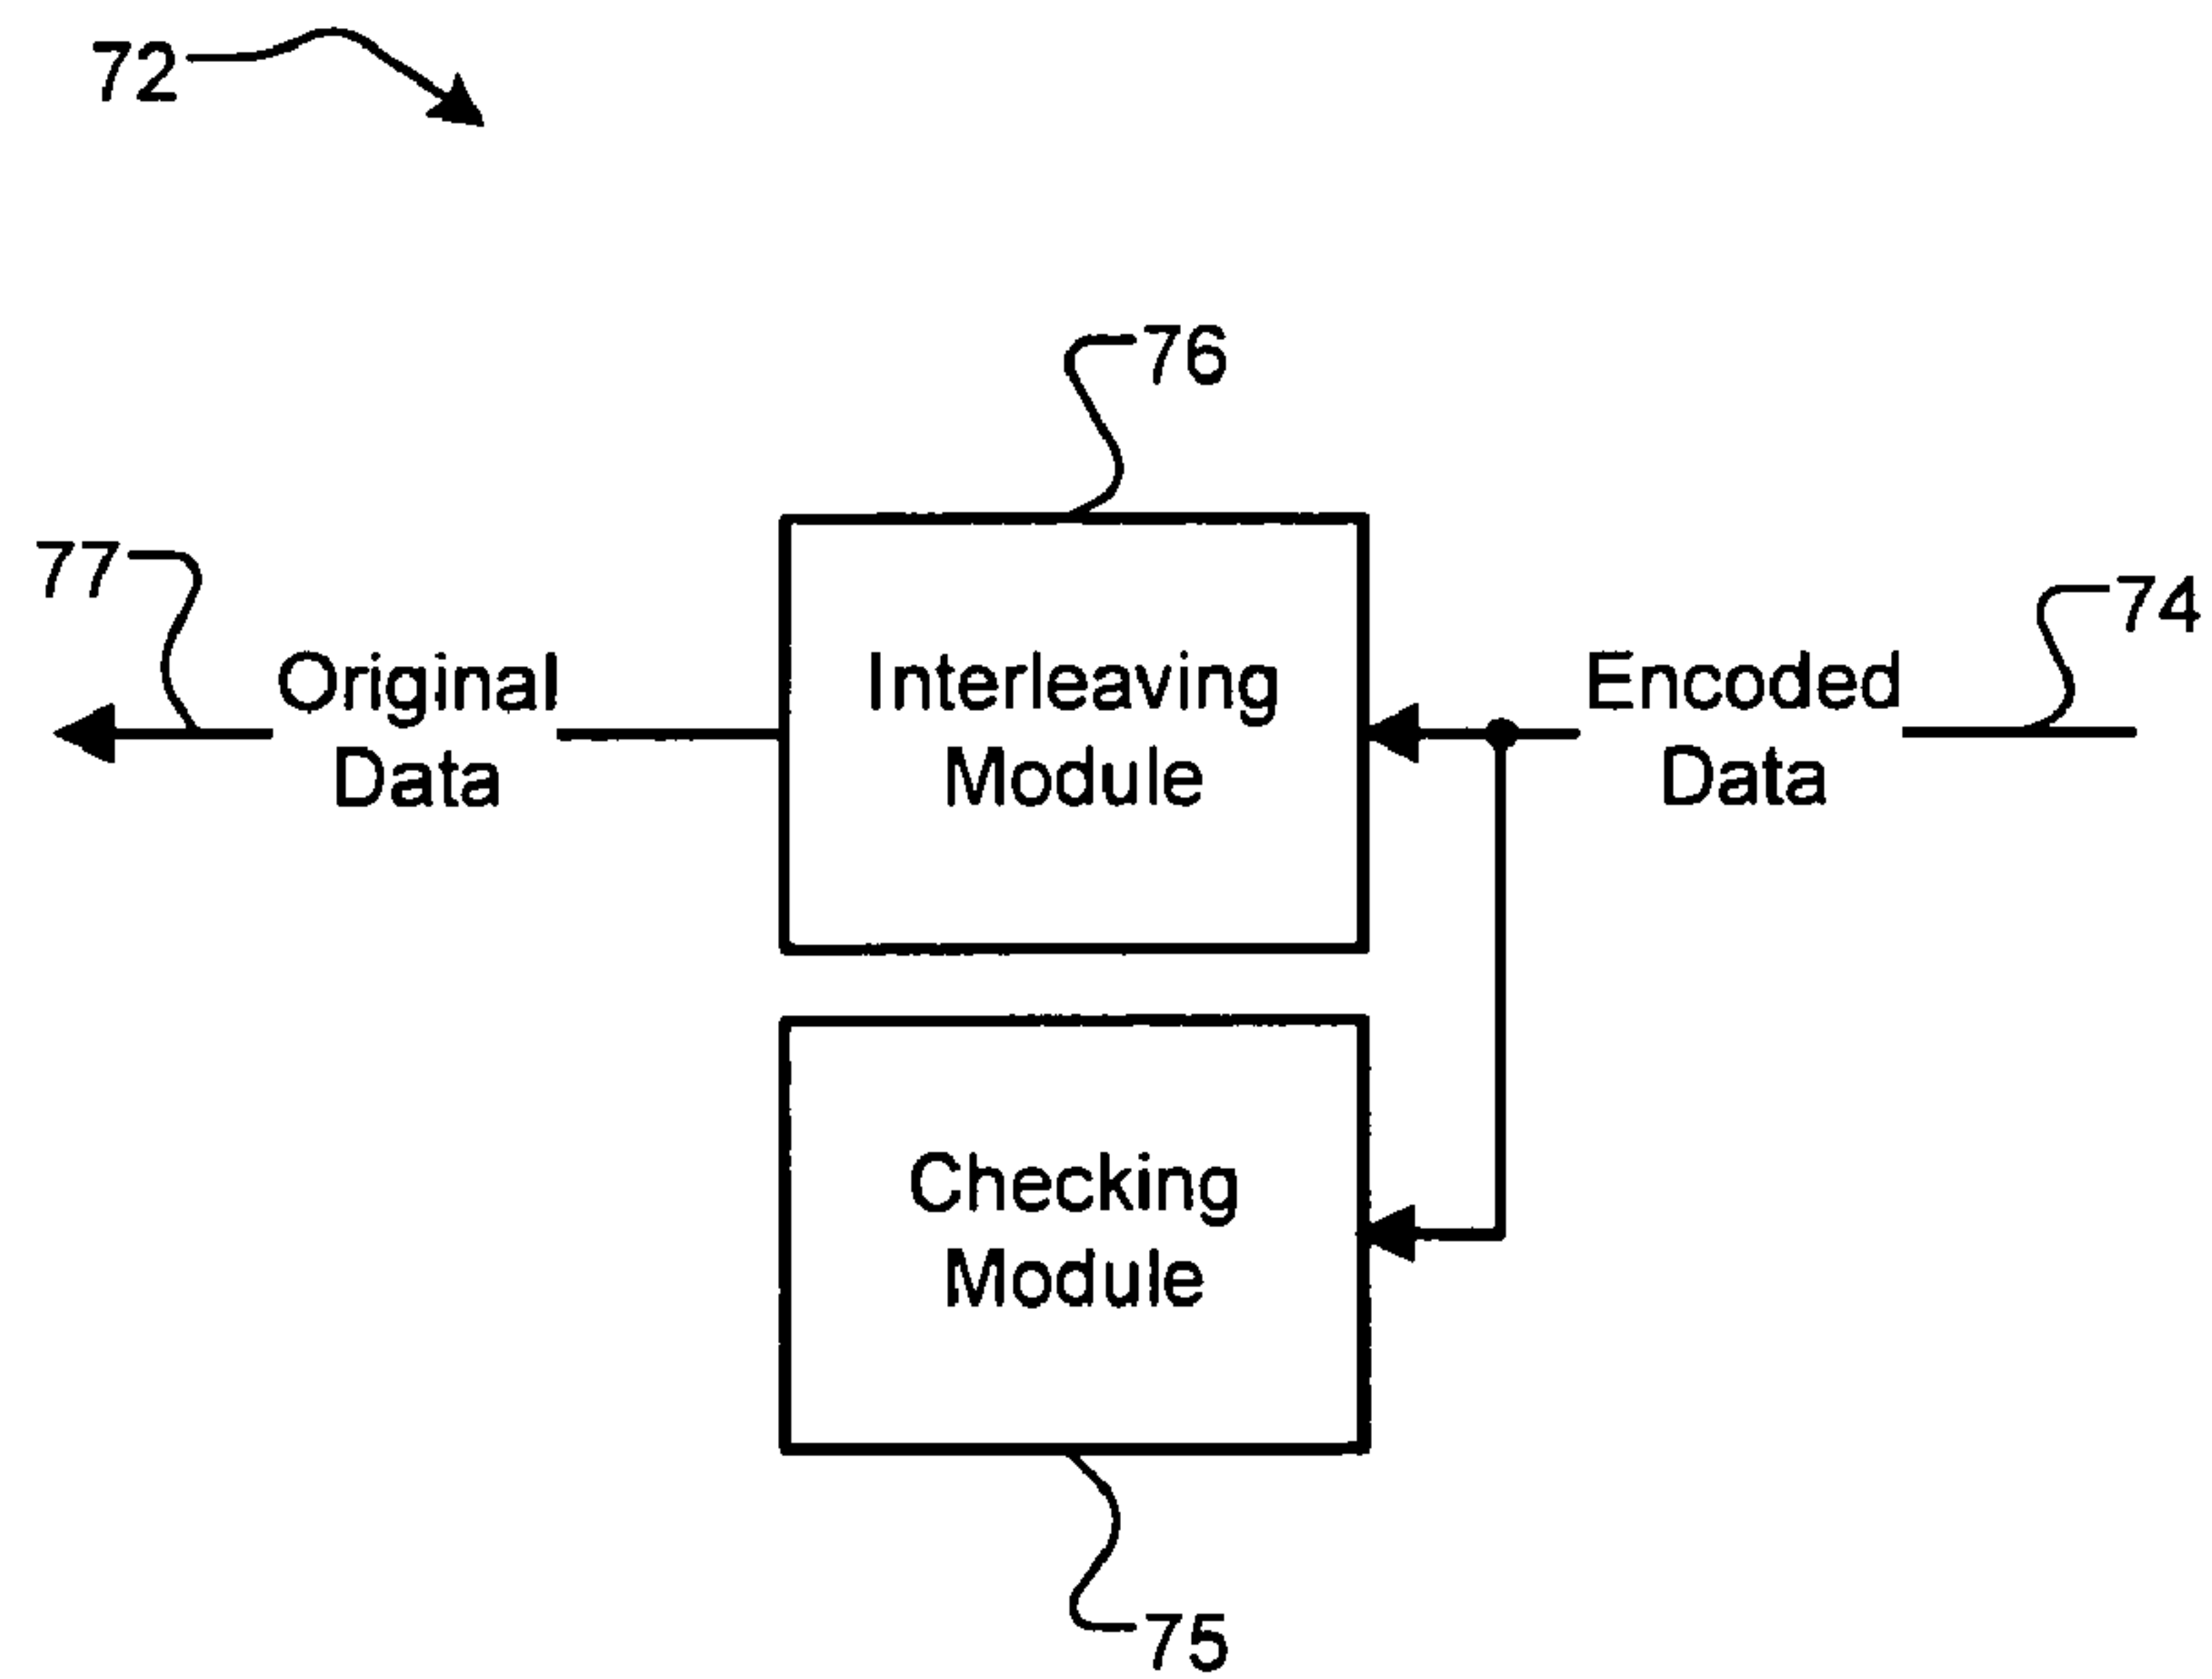 72
76
77
74
Original
Data
Interleaving
Module
Encoded
Data
Checking
Module
75